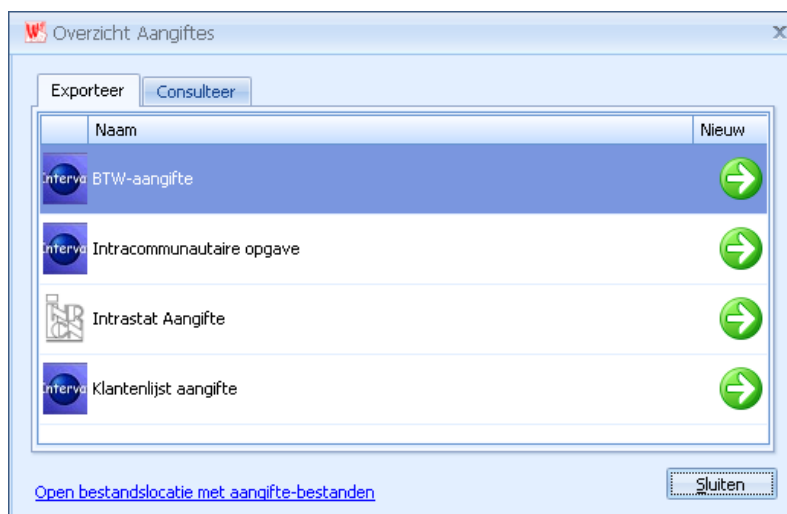 Overzicht Aangiftes
Exporteer Consulteer
Naam Nieuw
BTW-aangifte
Intracommunautaire opgave
Intrastat Aangifte
Klantenlijst aangifte
Open bestandslocatie met aangifte-bestanden
Sluiten